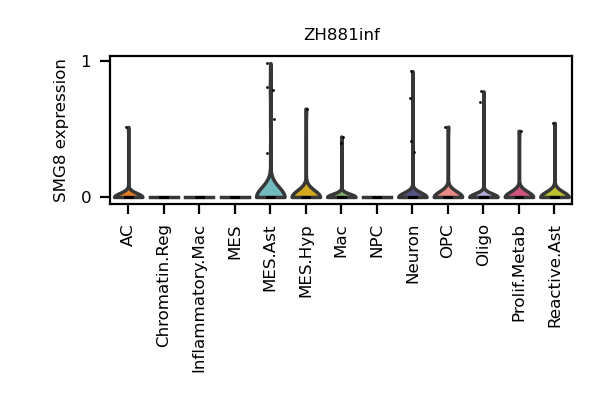 ZH881inf
SMG8 expression
1
0
AC
Chromatin.Reg
Inflammatory.Mac
MES
MES.Ast
MES.Hyp
Mac
NPC
Neuron
OPC
Oligo
Prolif.Metab
Reactive.Ast